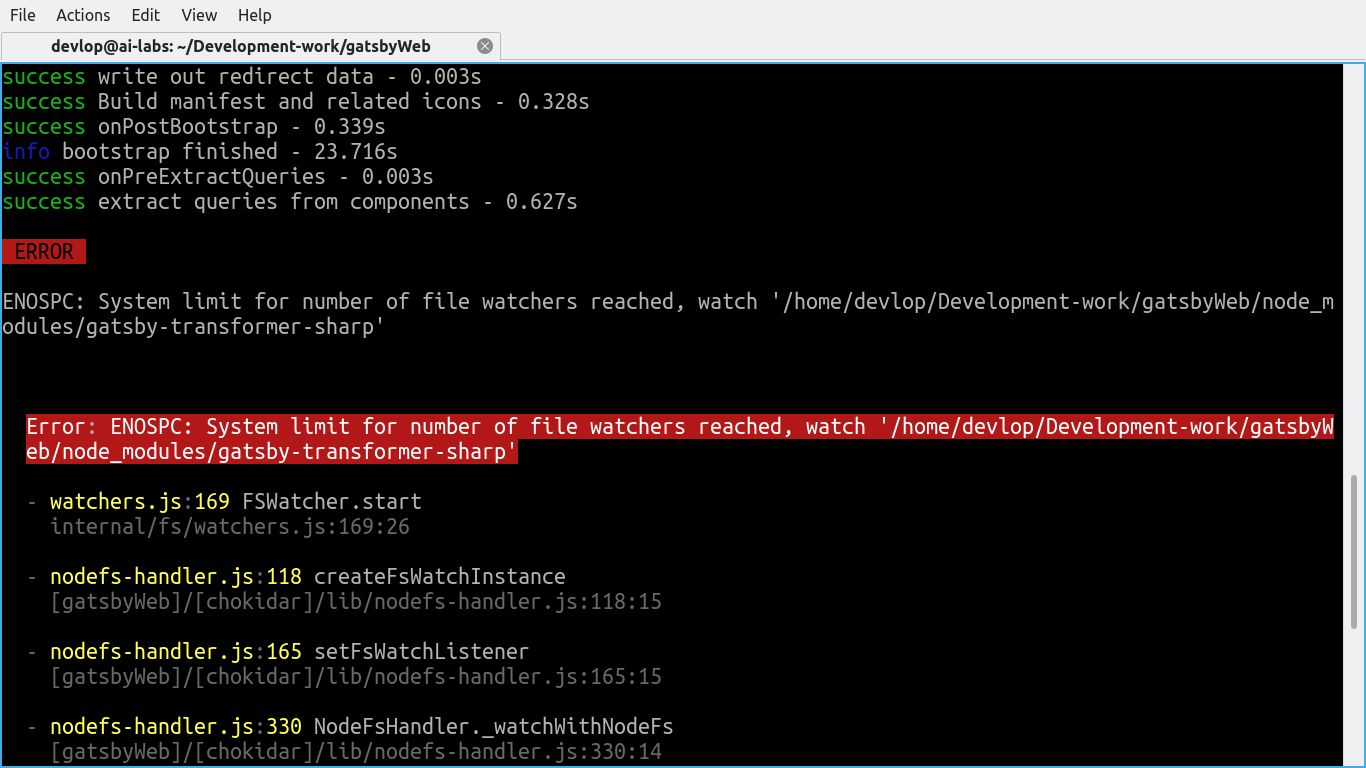 File Actions Edit View Help
devlop@ai-labs: ~/Development-work/gatsbyWeb
success write out redirect data - 0.003s
success Build manifest and related icons - 0.328s
success onPostBootstrap - 0.339s
info bootstrap finished - 23.716s
success onPreExtractQueries - 0.003s
success extract queries from components - 0.627s
ERROR
ENOSPC: System limit for number of file watchers reached, watch '/home/devlop/Development-work/gatsbyWeb/node_m
odules/gatsby-transformer-sharp'
Error: ENOSPC: System limit for number of file watchers reached, watch '/home/devlop/Development-work/gatsbyW
eb/node_modules/gatsby-transformer-sharp'
- watchers.js:169 FSWatcher.start
internal/fs/watchers.js:169:26
- nodefs-handler.js:118 createFsWatchInstance
[gatsbyWeb]/[chokidar]/lib/nodefs-handler.js:118:15
- nodefs-handler.js:165 setFsWatchListener
[gatsbyWeb]/[chokidar]/lib/nodefs-handler.js:165:15
- nodefs-handler.js:330 NodeFsHandler._watchWithNodeFs
[gatsbyWeb]/[chokidar]/lib/nodefs-handler.js:330:14